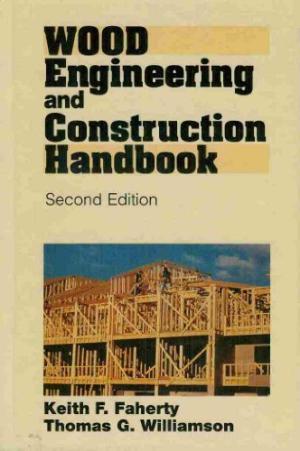 WOOD
Engineering
and
Construction
Handbook
Second Edition
Keith F. Faherty
Thomas G. Williamson